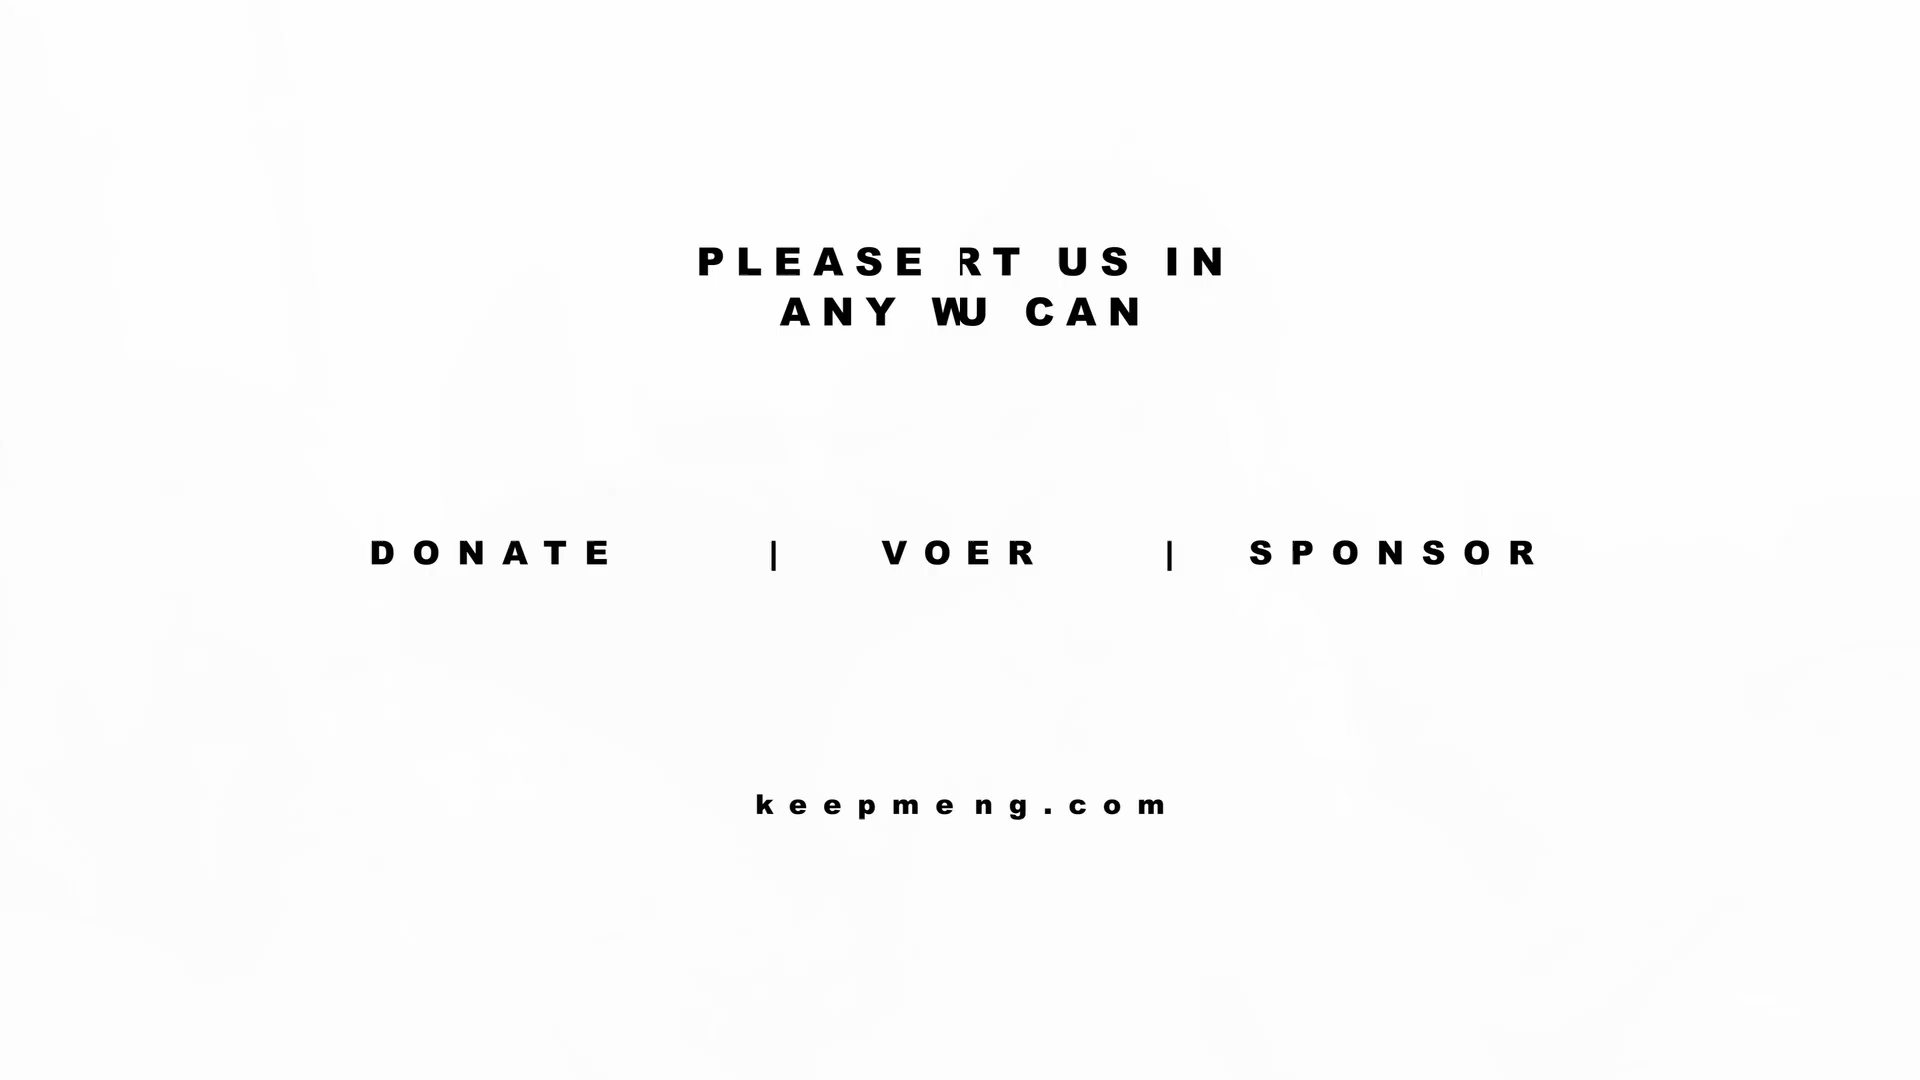 PLEASE RT US IN
ANY WU CAN
DONATE | VOER | SPONSOR
keepmeng.com